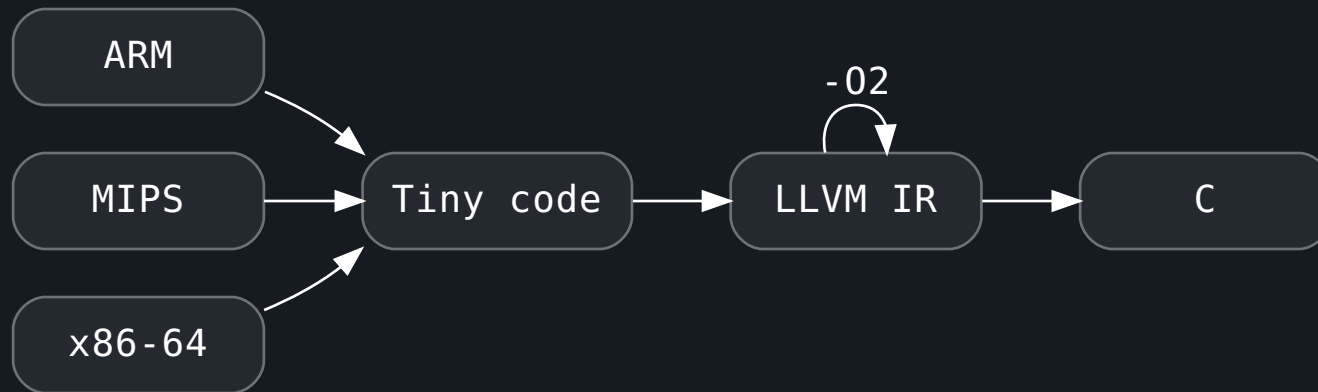 ARM
MIPS
x86-64
Tiny code
-O2
LLVM IR
C